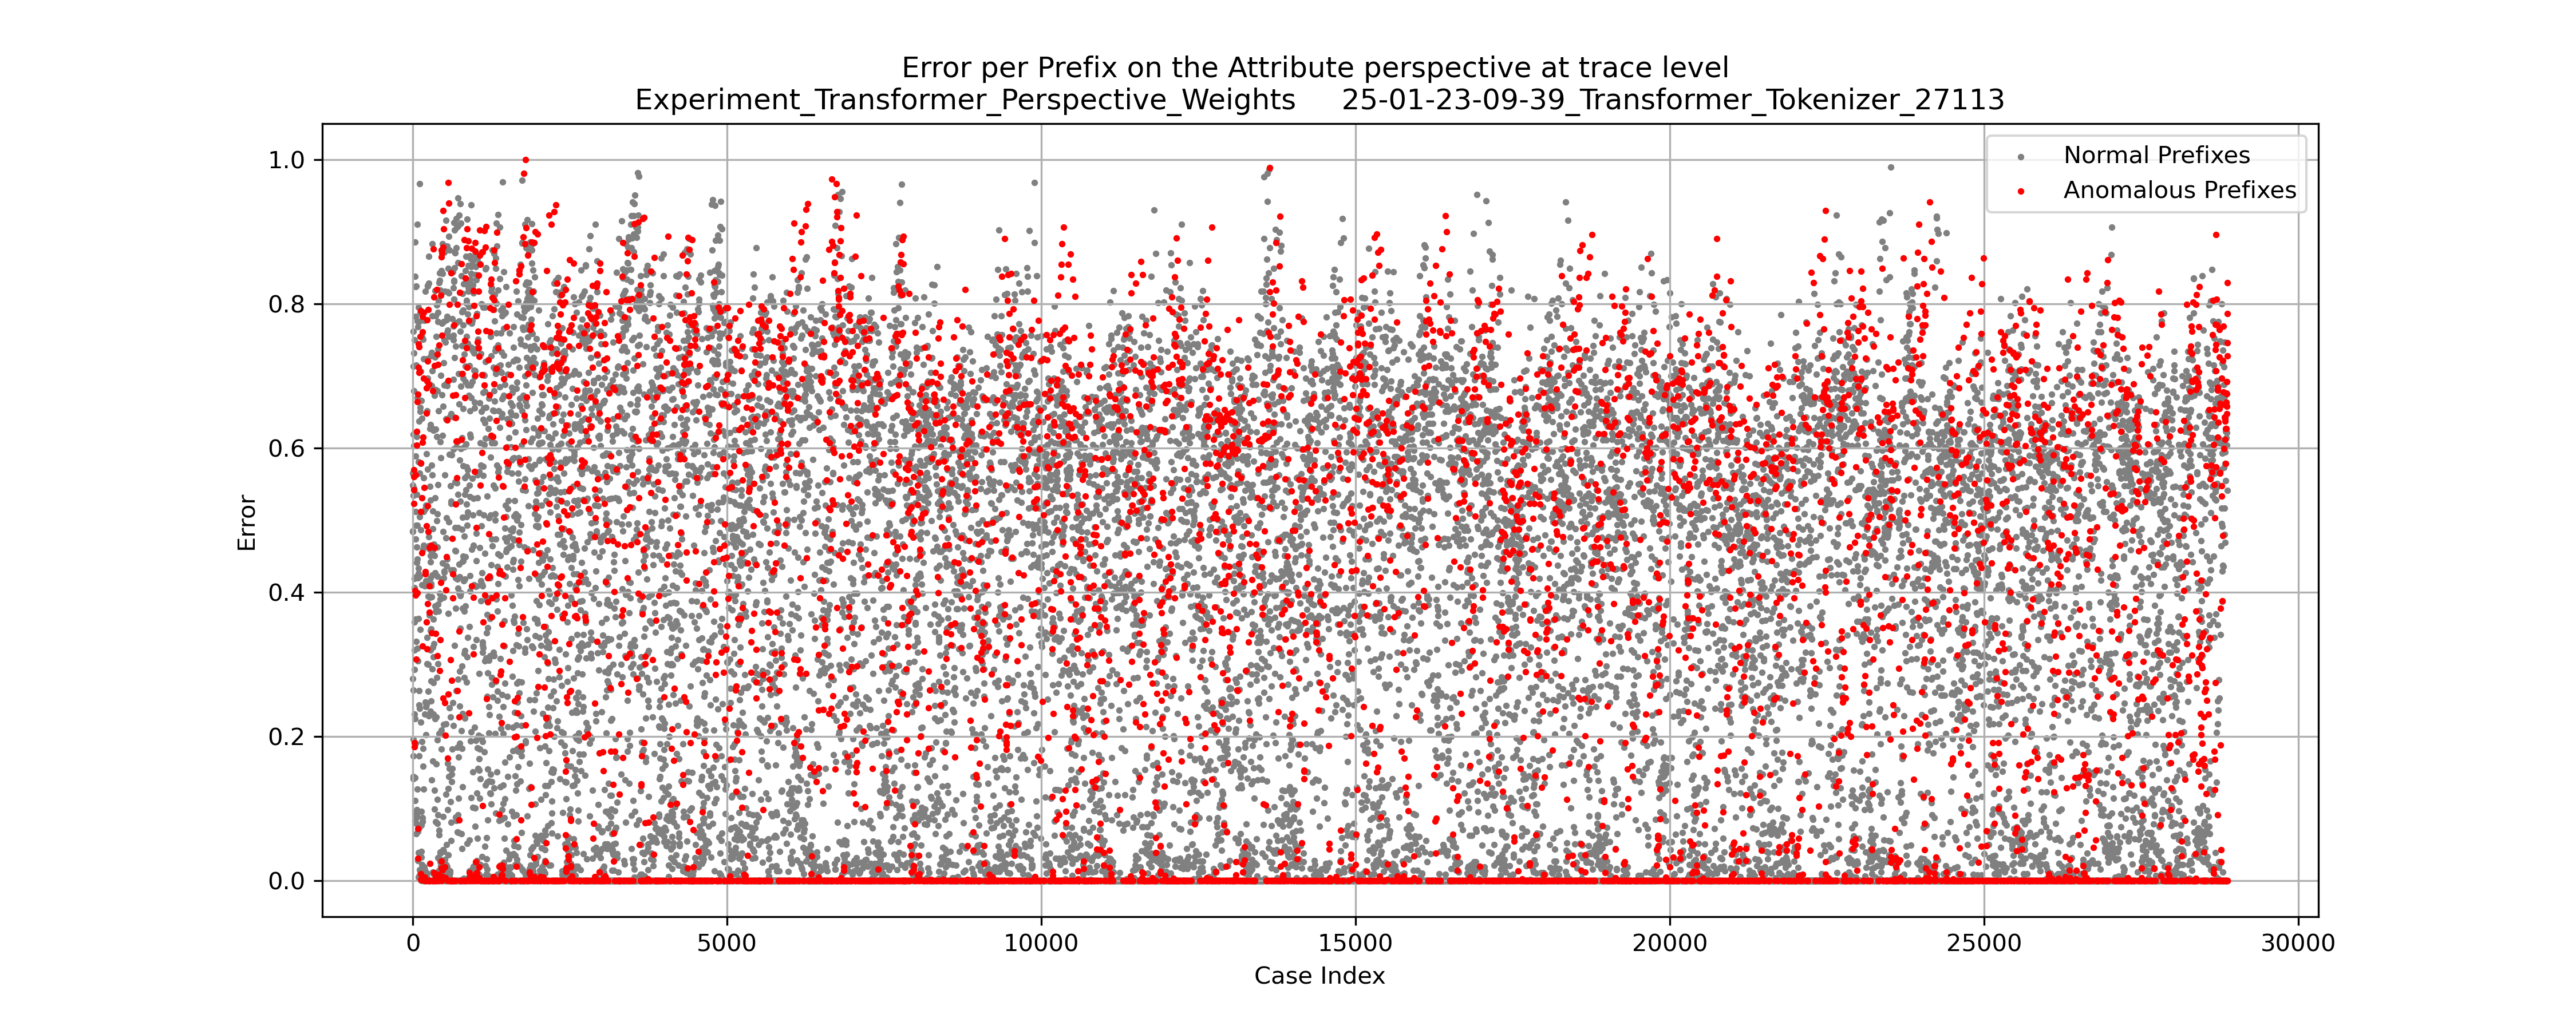 Error per Prefix on the Attribute perspective at trace level
Experiment_Transformer_Perspective_Weights 25-01-23-09-39_Transformer_Tokenizer_27113
Normal Prefixes
Anomalous Prefixes
1.0
0.8
0.6
0.4
0.2
0.0
Error
0 5000 10000 15000 20000 25000 30000
Case Index